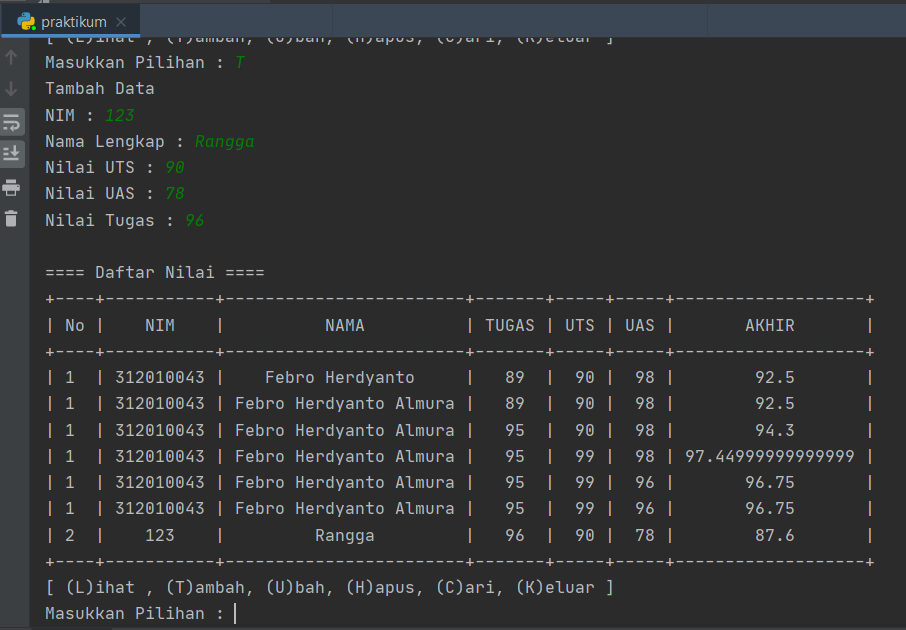 praktikum
[ (L)ihat , (T)ambah, (U)bah, (H)apus, (C)ari, (K)eluar ]
Masukkan Pilihan : T
Tambah Data
NIM : 123
Nama Lengkap : Rangga
Nilai UTS : 90
Nilai UAS : 78
Nilai Tugas : 96
==== Daftar Nilai ====
+----+-----------+------------------------+-------+-----+-----+-------------------+
| No |    NIM    |          NAMA          | TUGAS | UTS | UAS |       AKHIR       |
+----+-----------+------------------------+-------+-----+-----+-------------------+
| 1  | 312010043 |    Febro Herdyanto     |   89  |  90 |  98 |        92.5       |
| 1  | 312010043 | Febro Herdyanto Almura |   89  |  90 |  98 |        92.5       |
| 1  | 312010043 | Febro Herdyanto Almura |   95  |  90 |  98 |        94.3       |
| 1  | 312010043 | Febro Herdyanto Almura |   95  |  99 |  98 | 97.44999999999999 |
| 1  | 312010043 | Febro Herdyanto Almura |   95  |  99 |  96 |       96.75       |
| 1  | 312010043 | Febro Herdyanto Almura |   95  |  99 |  96 |       96.75       |
| 2  |    123    |         Rangga         |   96  |  90 |  78 |        87.6       |
+----+-----------+------------------------+-------+-----+-----+-------------------+
[ (L)ihat , (T)ambah, (U)bah, (H)apus, (C)ari, (K)eluar ]
Masukkan Pilihan :